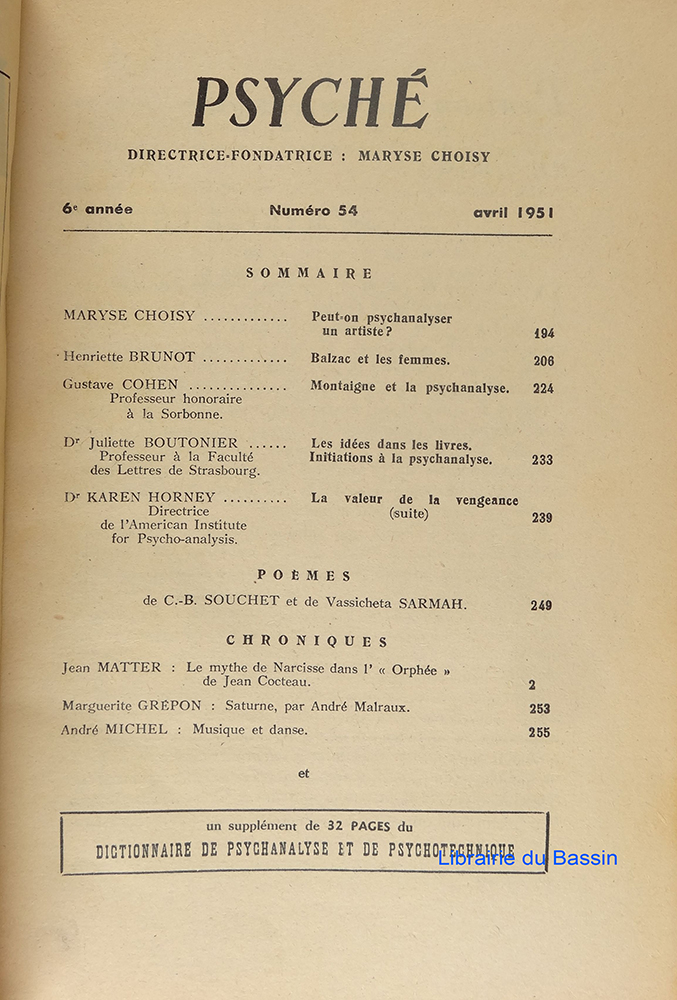 PSYCHÉ
DIRECTRICE-FONDATRICE : MARYSE CHOISY
6e année Numéro 54 avril 1951
SOMMAIRE
MARYSE CHOISY ............. Peut-on psychanalyser
un artiste? 194
Henriette BRUNOT ............. Balzac et les femmes. 206
Gustave COHEN ............... Montaigne et la psychanalyse. 224
Professeur honoraire
à la Sorbonne.
Dr Juliette BOUTONIER ...... Les idées dans les livres.
Professeur à la Faculté Initiations à la psychanalyse. 233
des Lettres de Strasbourg.
Dr KAREN HORNEY .......... La valeur de la vengeance
Directrice (suite) 239
de l'American Institute
for Psycho-analysis.
POÈMES
de C.-B. SOUCHET et de Vassicheta SARMAH. 249
CHRONIQUES
Jean MATTER : Le mythe de Narcisse dans l' « Orphée »
de Jean Cocteau. 2
Marguerite GRÉPON : Saturne, par André Malraux. 253
André MICHEL : Musique et danse. 255
et
un supplément de 32 PAGES du
DICTIONNAIRE DE PSYCHANALYSE ET DE PSYCHOTECHNIQUE
Librairie du Bassin